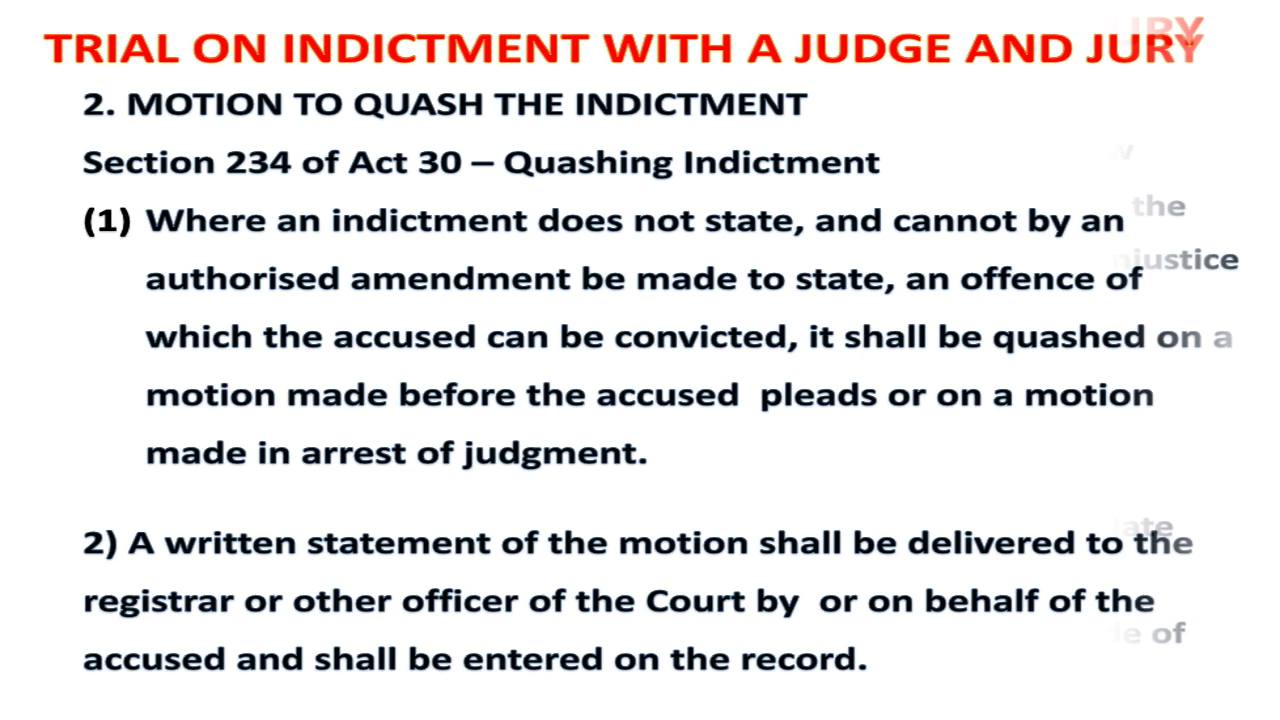 TRIAL ON INDICTMENT WITH A JUDGE AND JURY
2. MOTION TO QUASH THE INDICTMENT
Section 234 of Act 30 – Quashing Indictment
(1) Where an indictment does not state, and cannot by an
the
authorised amendment be made to state, an offence of
which the accused can be convicted, it shall be quashed on a
motion made before the accused  pleads or on a motion
made in arrest of judgment.
2) A written statement of the motion shall be delivered to the
registrar or other officer of the Court by  or on behalf of the
of
accused and shall be entered on the record.